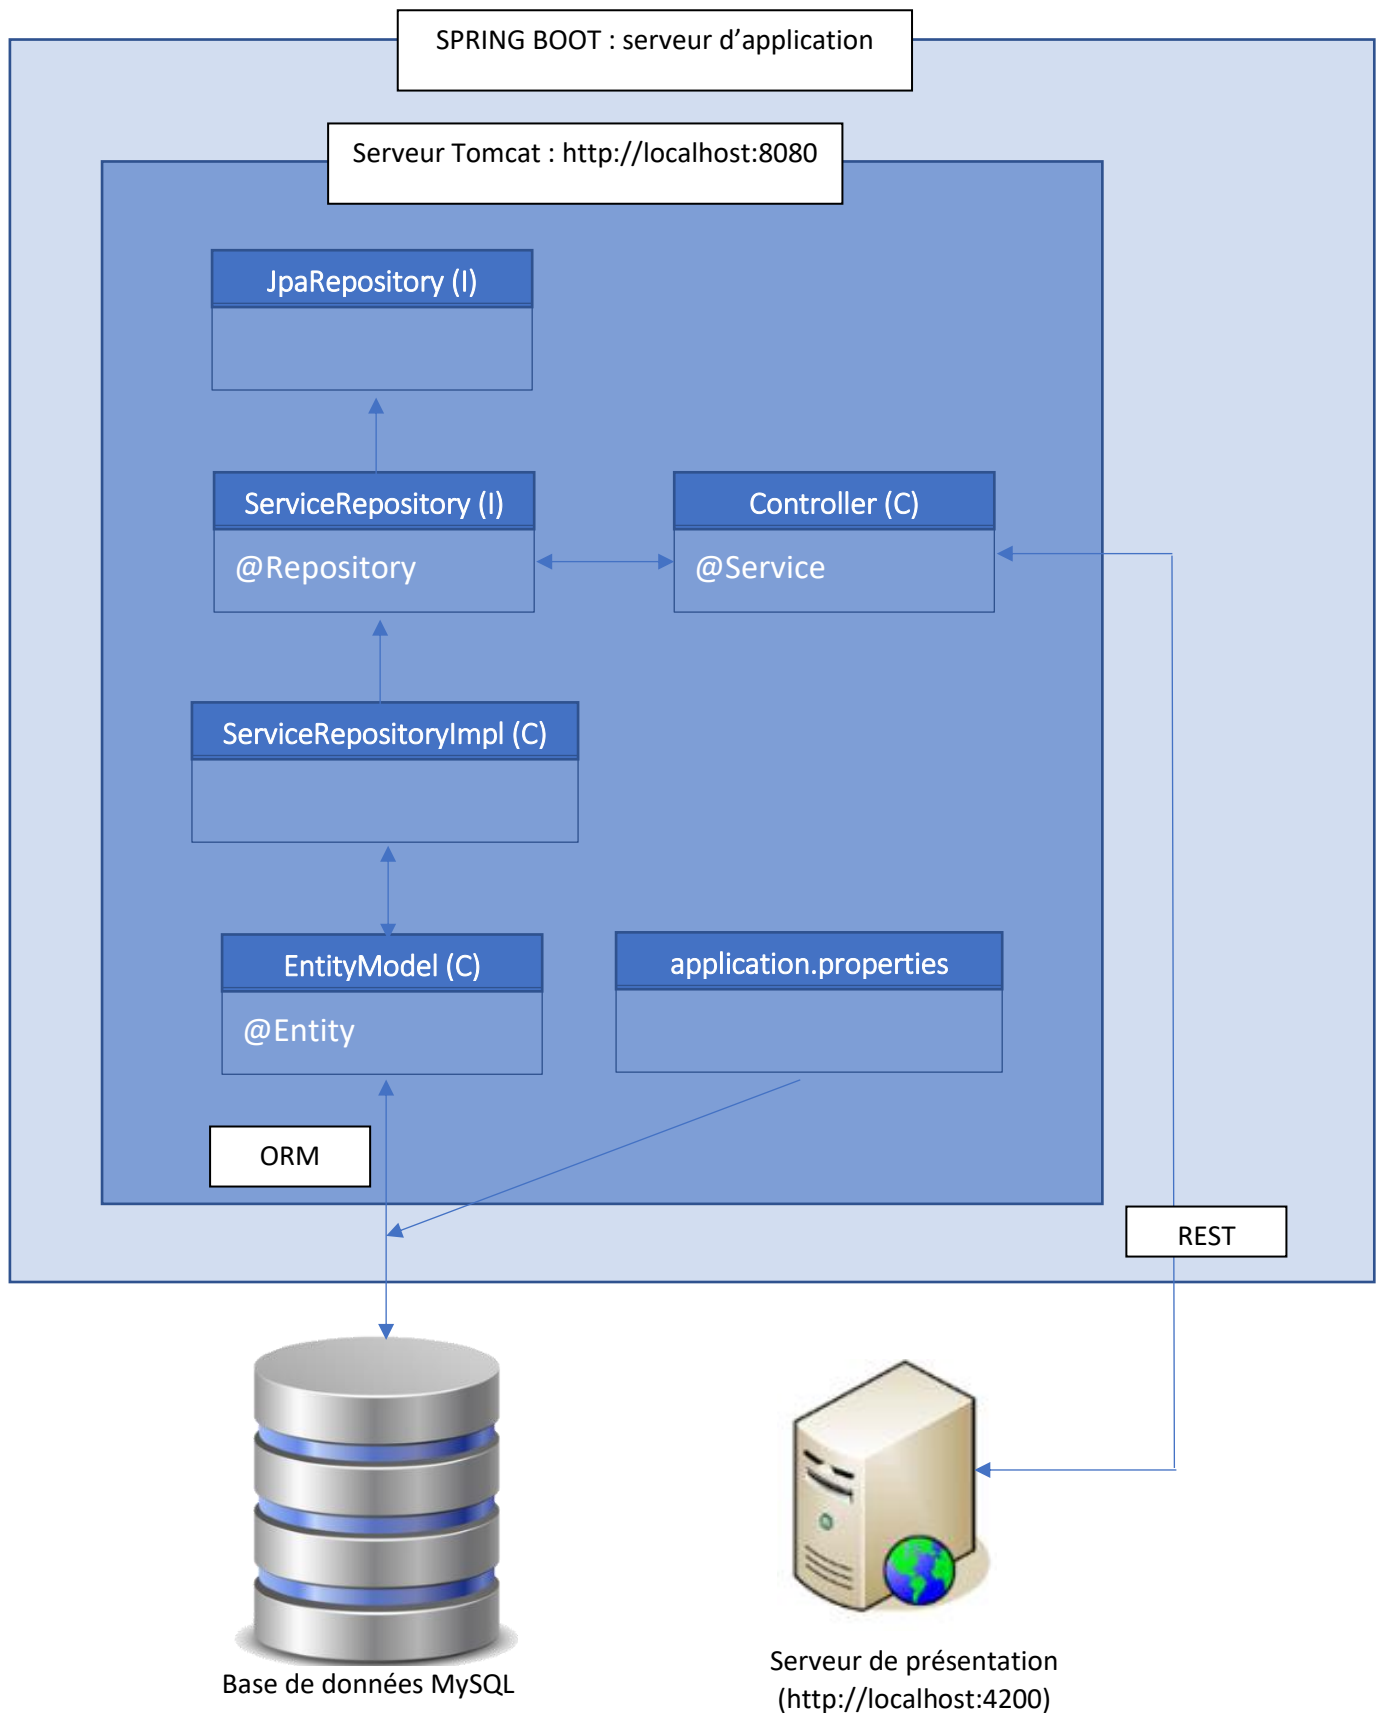 SPRING BOOT : serveur d’application
Serveur Tomcat : http://localhost:8080
JpaRepository (I)
ServiceRepository (I)
@Repository
Controller (C)
@Service
ServiceRepositoryImpl (C)
EntityModel (C)
@Entity
application.properties
ORM
REST
Base de données MySQL
Serveur de présentation
(http://localhost:4200)